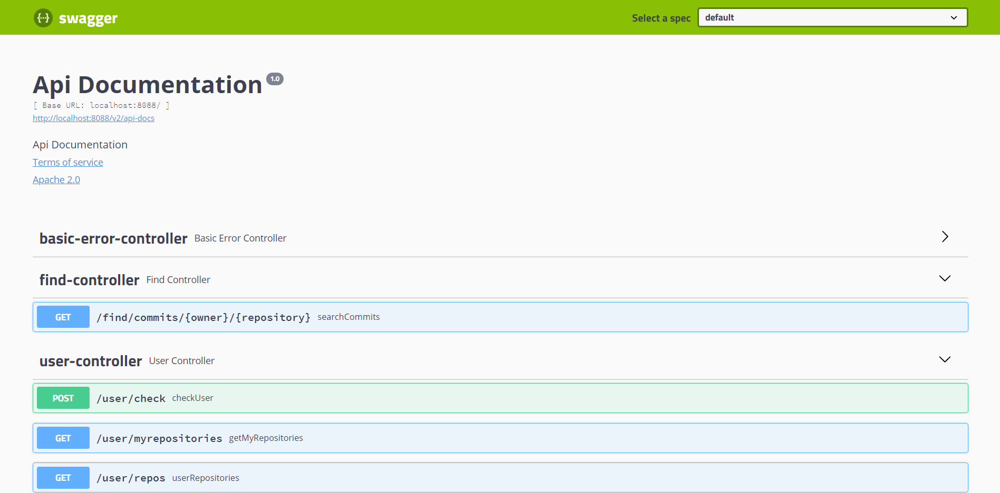 {···} swagger
Select a spec default
Api Documentation 1.0
[ Base URL: localhost:8088/ ]
http://localhost:8088/v2/api-docs
Api Documentation
Terms of service
Apache 2.0
basic-error-controller Basic Error Controller
find-controller Find Controller
GET /find/commits/{owner}/{repository} searchCommits
user-controller User Controller
POST /user/check checkUser
GET /user/myrepositories getMyRepositories
GET /user/repos userRepositories